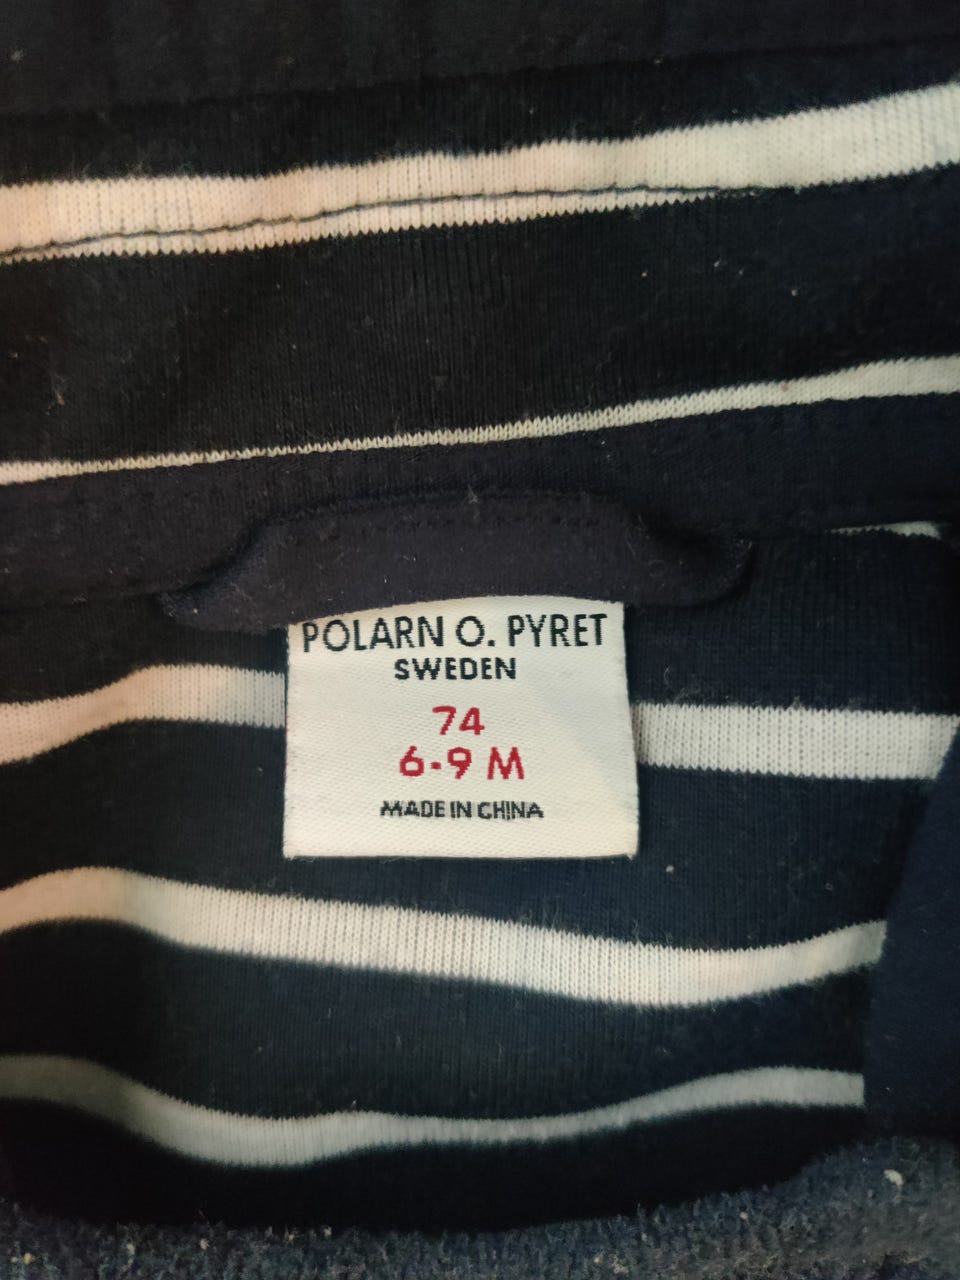 POLARN O. PYRET
SWEDEN
74
6-9 M
MADE IN CHINA